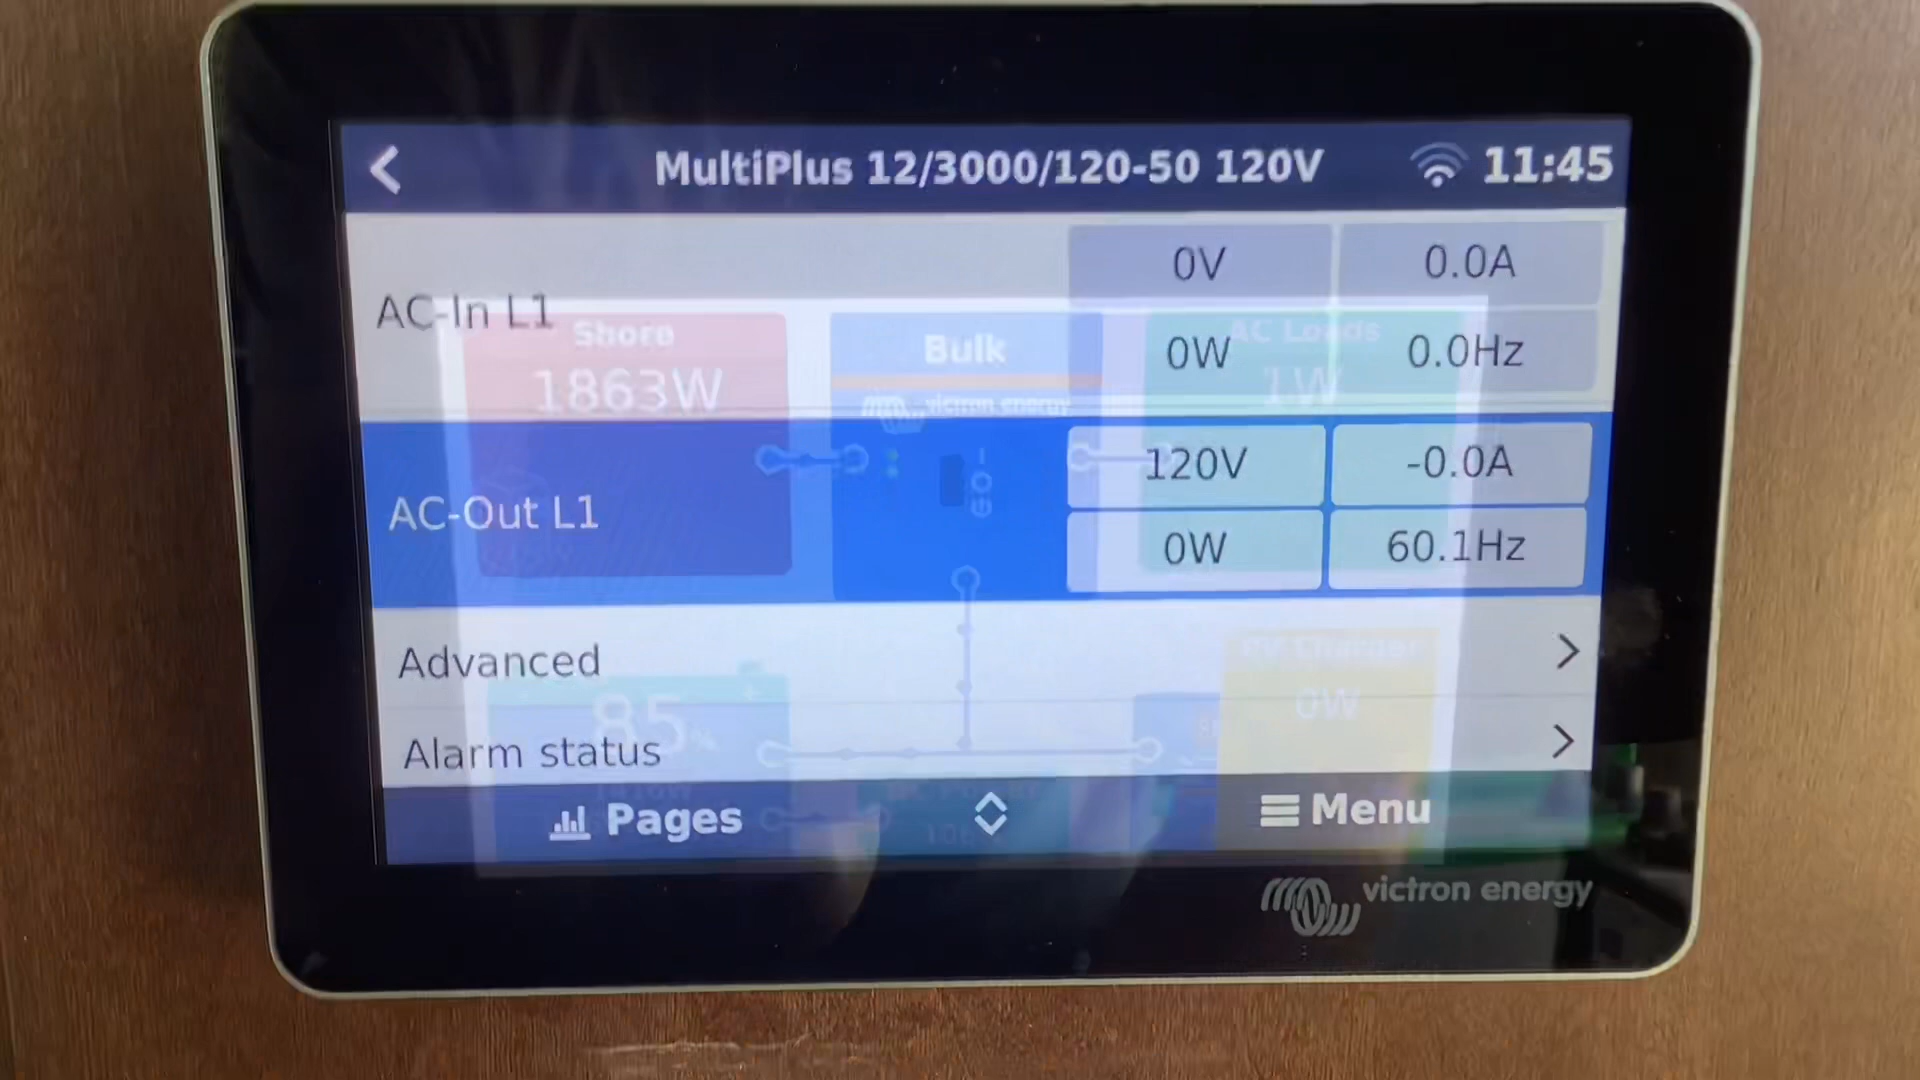 MultiPlus 12/3000/120-50 120V 11:45
AC-In L1 0V 0.0A
0W 0.0Hz
Shore
1863W
Bulk
victron energy
AC Loads
1W
AC-Out L1 120V -0.0A
0W 60.1Hz
Advanced
PV Charger
0W
85%
Alarm status
Pages Menu
victron energy